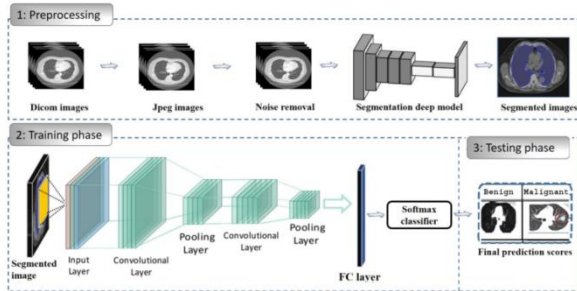 1: Preprocessing
Dicom images
Jpeg images
Noise removal
Segmentation deep model
Segmented images
2: Training phase
3: Testing phase
Benign
Malignant
Softmax
classifier
Final prediction scores
Segmented
image
Input
Layer
Convolutional Layer
Pooling
Layer
Convolutional
Layer
Pooling
Layer
FC layer